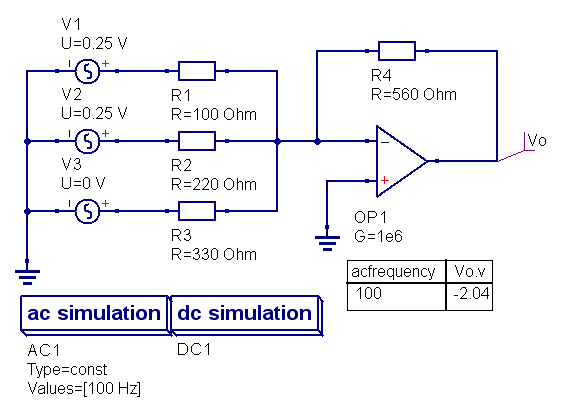 V1
U=0.25 V
- +
R1
R=100 Ohm
V2
U=0.25 V
- +
R2
R=220 Ohm
V3
U=0 V
- +
R3
R=330 Ohm
R4
R=560 Ohm
-
+
OP1
G=1e6
Vo
acfrequency Vo.v
100 -2.04
ac simulation
AC1
Type=const
Values=[100 Hz]
dc simulation
DC1